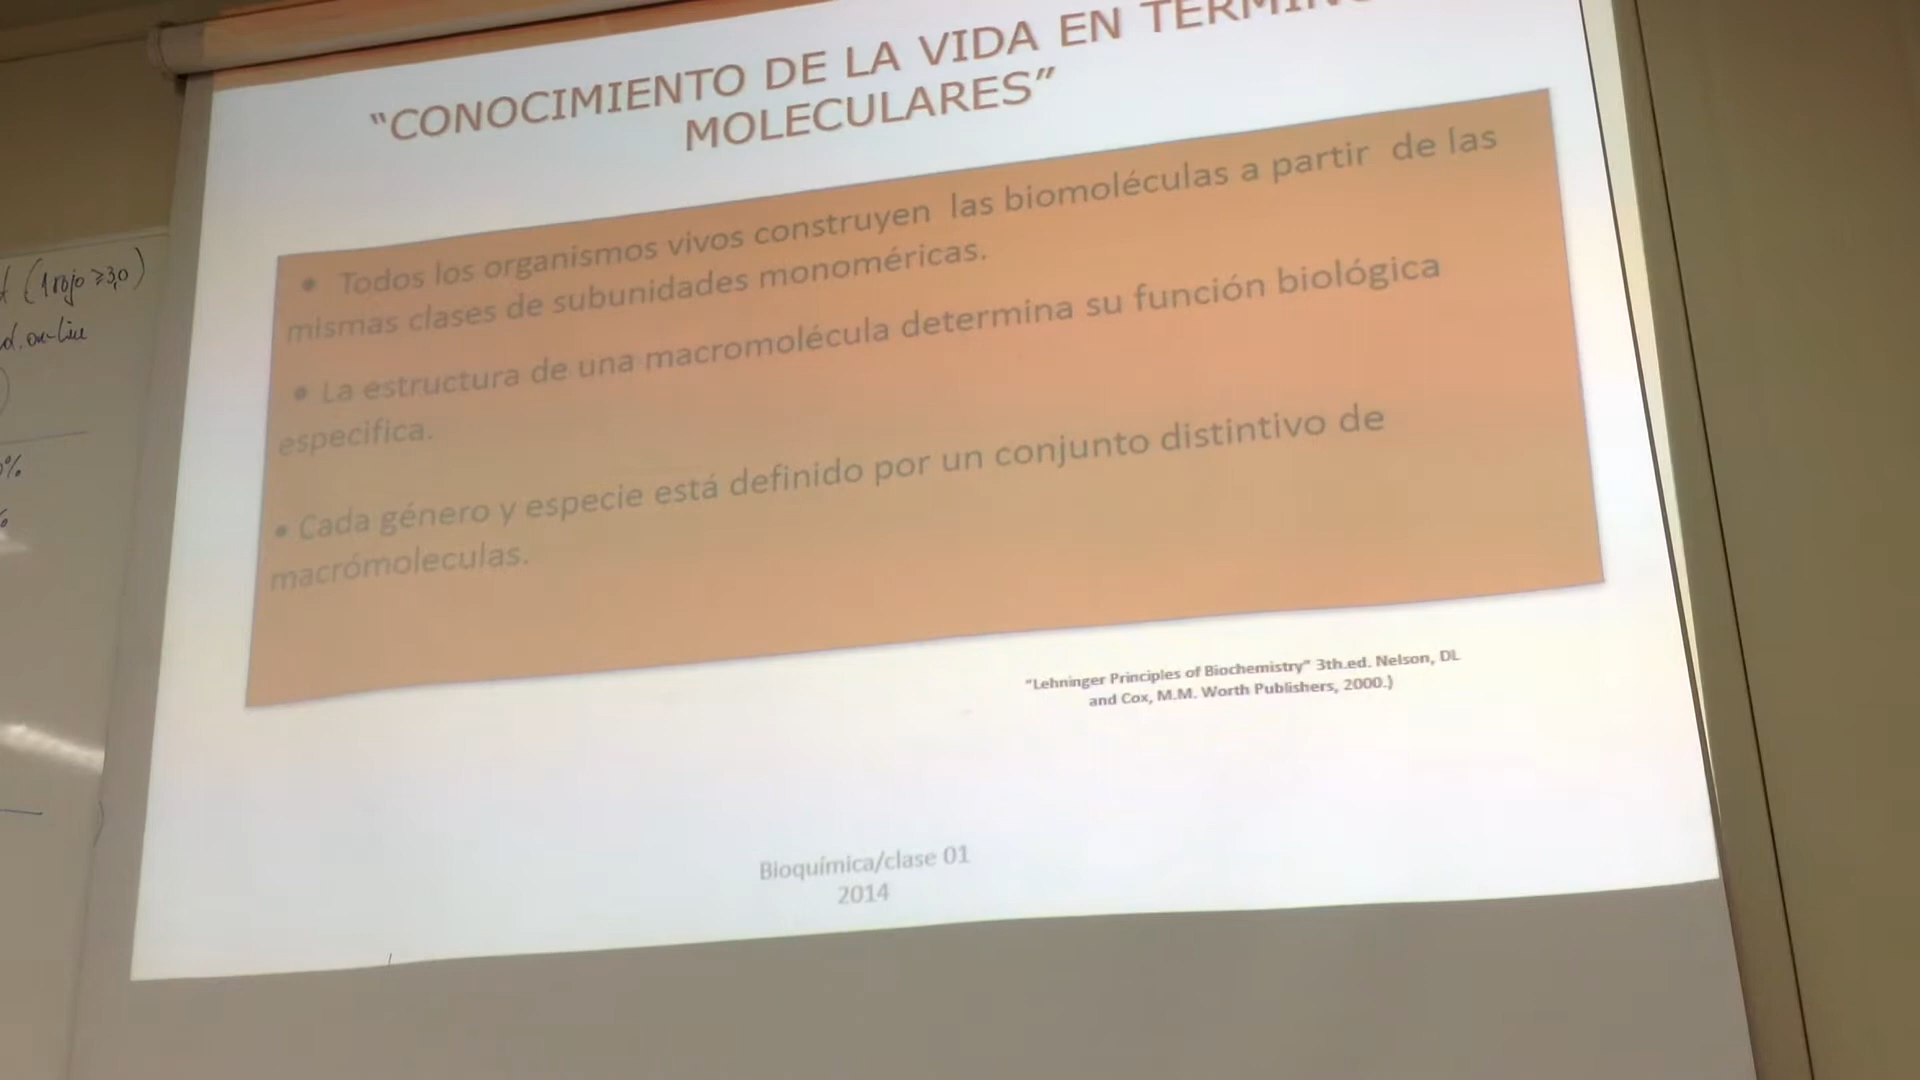 “CONOCIMIENTO DE LA VIDA EN TERMINO
MOLECULARES”
• Todos los organismos vivos construyen las biomoléculas a partir de las
mismas clases de subunidades monoméricas.
• La estructura de una macromolécula determina su función biológica
especifica.
• Cada género y especie está definido por un conjunto distintivo de
macrómoleculas.
“Lehninger Principles of Biochemistry” 3th.ed. Nelson, DL
and Cox, M.M. Worth Publishers, 2000.)
Bioquímica/clase 01
2014
(1 rojo ≥3,0)
d. on-line
%